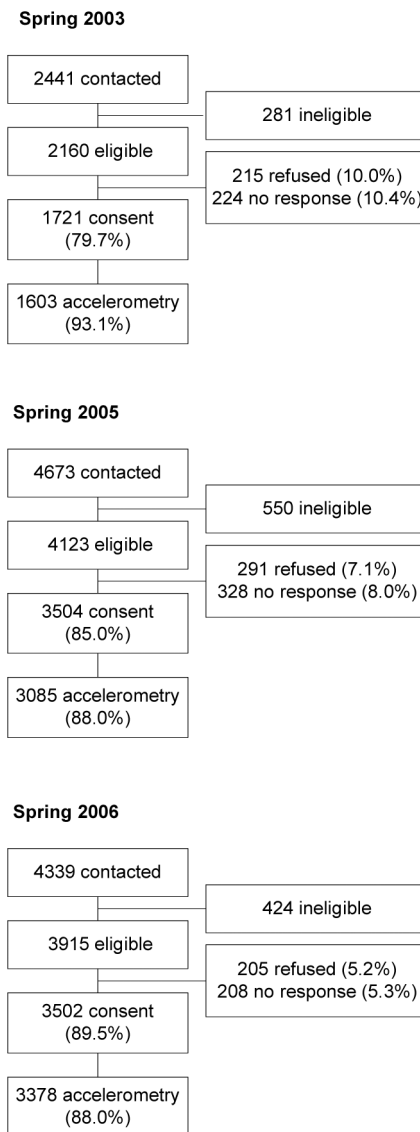 Spring 2003
2441 contacted
281 ineligible
2160 eligible
215 refused (10.0%)
224 no response (10.4%)
1721 consent
(79.7%)
1603 accelerometry
(93.1%)
Spring 2005
4673 contacted
550 ineligible
4123 eligible
291 refused (7.1%)
328 no response (8.0%)
3504 consent
(85.0%)
3085 accelerometry
(88.0%)
Spring 2006
4339 contacted
424 ineligible
3915 eligible
205 refused (5.2%)
208 no response (5.3%)
3502 consent
(89.5%)
3378 accelerometry
(88.0%)